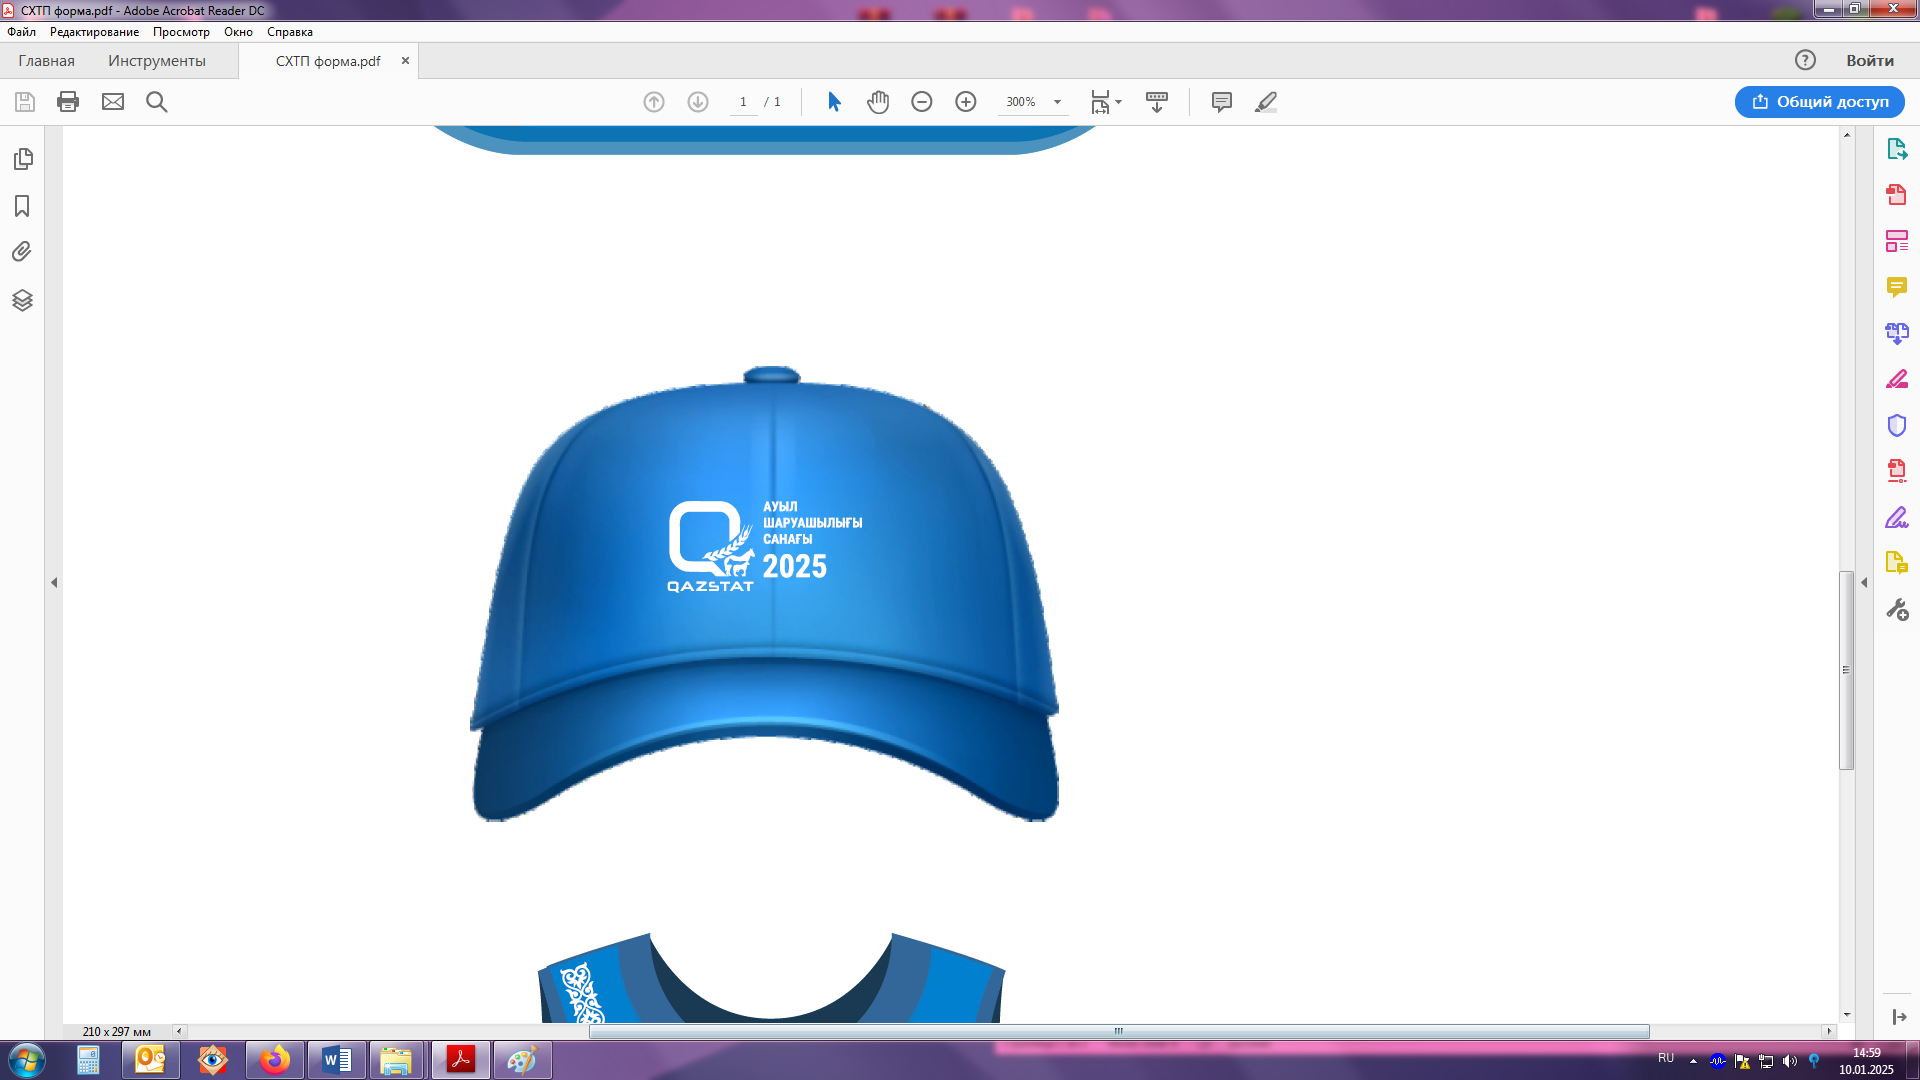 СХТП форма.pdf - Adobe Acrobat Reader DC
Файл Редактирование Просмотр Окно Справка
Главная Инструменты СХТП форма.pdf Войти
1 / 1 300% Общий доступ
АУЫЛ
ШАРУАШЫЛЫҒЫ
САНАҒЫ
2025
QAZSTAT
210 x 297 мм
RU 14:59
10.01.2025